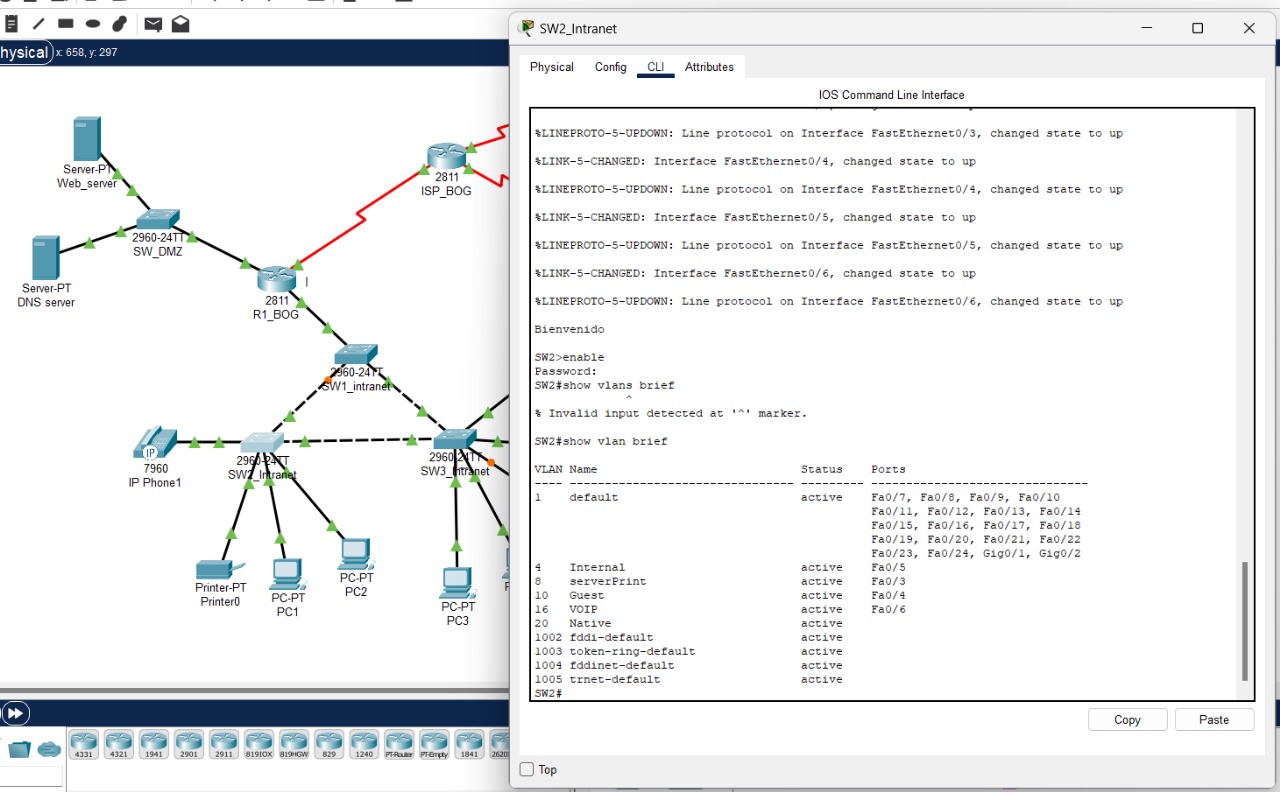 SW2_Intranet
hysical x: 658, y: 297
Physical Config CLI Attributes
IOS Command Line Interface
%LINEPROTO-5-UPDOWN: Line protocol on Interface FastEthernet0/3, changed state to up
%LINK-5-CHANGED: Interface FastEthernet0/4, changed state to up
%LINEPROTO-5-UPDOWN: Line protocol on Interface FastEthernet0/4, changed state to up
%LINK-5-CHANGED: Interface FastEthernet0/5, changed state to up
%LINEPROTO-5-UPDOWN: Line protocol on Interface FastEthernet0/5, changed state to up
%LINK-5-CHANGED: Interface FastEthernet0/6, changed state to up
%LINEPROTO-5-UPDOWN: Line protocol on Interface FastEthernet0/6, changed state to up
Bienvenido
SW2>enable
Password:
SW2#show vlans brief
^
% Invalid input detected at '^' marker.
SW2#show vlan brief
VLAN Name Status Ports
---- -------------------------------- --------- -------------------------------
1 default active Fa0/7, Fa0/8, Fa0/9, Fa0/10
Fa0/11, Fa0/12, Fa0/13, Fa0/14
Fa0/15, Fa0/16, Fa0/17, Fa0/18
Fa0/19, Fa0/20, Fa0/21, Fa0/22
Fa0/23, Fa0/24, Gig0/1, Gig0/2
4 Internal active Fa0/5
8 serverPrint active Fa0/3
10 Guest active Fa0/4
16 VOIP active Fa0/6
20 Native active
1002 fddi-default active
1003 token-ring-default active
1004 fddinet-default active
1005 trnet-default active
SW2#
Copy Paste
Top
Server-PT
Web_server
2811
ISP_BOG
2960-24TT
SW_DMZ
Server-PT
DNS server
2811
R1_BOG
2960-24TT
SW1_intranet
IP
7960
IP Phone1
2960-24TT
SW2_Intranet
2960-24TT
SW3_Intranet
Printer-PT
Printer0
PC-PT
PC1
PC-PT
PC2
PC-PT
PC3
4331 4321 1941 2901 2911 819IOX 819HGW 829 1240 PT-Router PT-Empty 1841